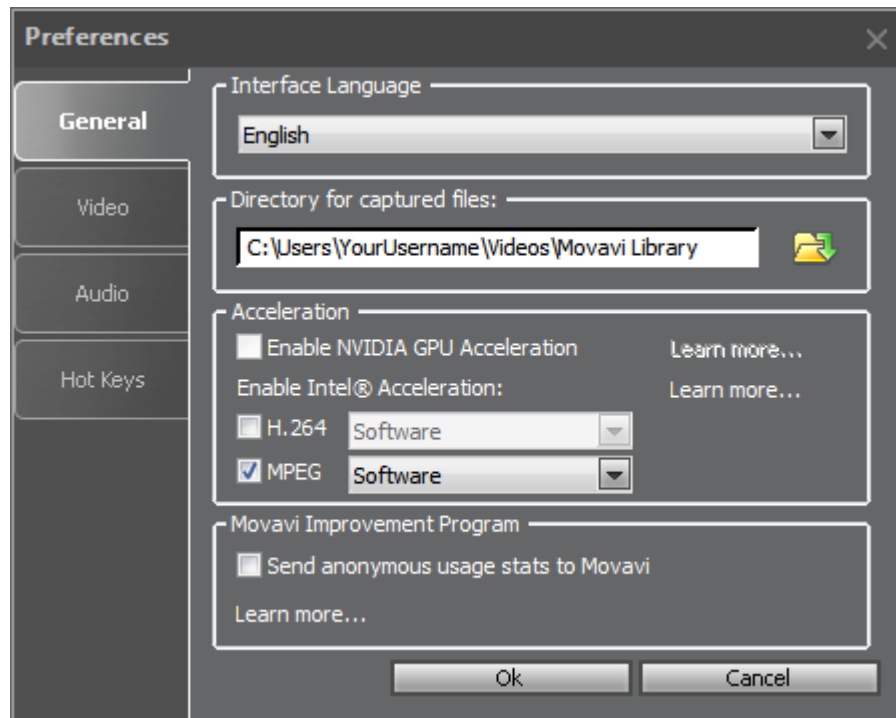 Preferences
General
Video
Audio
Hot Keys
Interface Language
English
Directory for captured files:
C:\Users\YourUsername\Videos\Movavi Library
Acceleration
Enable NVIDIA GPU Acceleration Learn more...
Enable Intel® Acceleration: Learn more...
H.264 Software
MPEG Software
Movavi Improvement Program
Send anonymous usage stats to Movavi
Learn more...
Ok Cancel